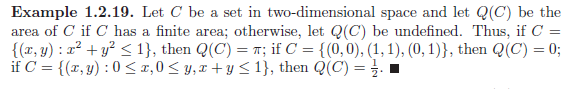 Example 1.2.19. Let C be a set in two-dimensional space and let Q(C) be the
area of C if C has a finite area; otherwise, let Q(C) be undefined. Thus, if C =
{(x, y) : x² + y² ≤ 1}, then Q(C) = π; if C = {(0, 0), (1, 1), (0, 1)}, then Q(C) = 0;
if C = {(x, y) : 0 ≤ x, 0 ≤ y, x + y ≤ 1}, then Q(C) = ½. ■